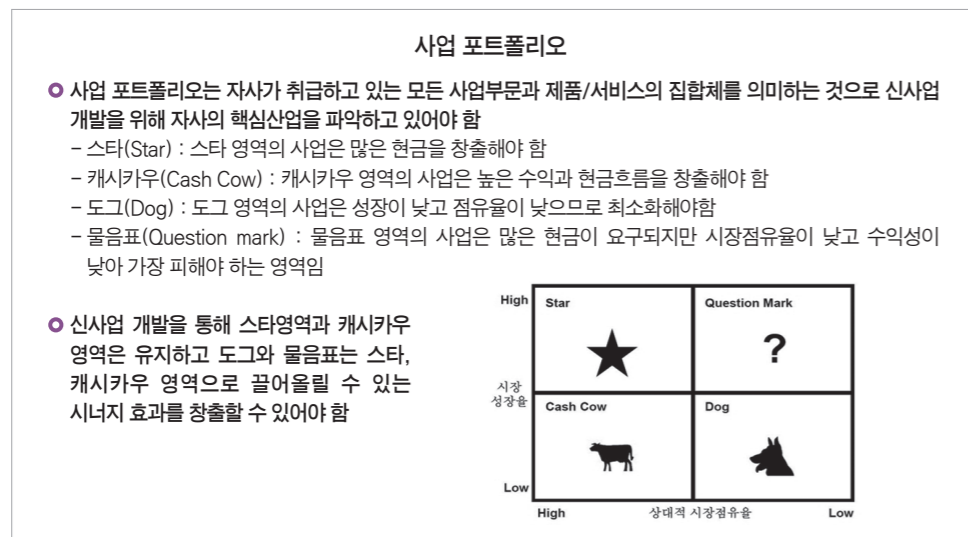 사업 포트폴리오
사업 포트폴리오는 자사가 취급하고 있는 모든 사업부문과 제품/서비스의 집합체를 의미하는 것으로 신사업
개발을 위해 자사의 핵심산업을 파악하고 있어야 함
– 스타(Star) : 스타 영역의 사업은 많은 현금을 창출해야 함
– 캐시카우(Cash Cow) : 캐시카우 영역의 사업은 높은 수익과 현금흐름을 창출해야 함
– 도그(Dog) : 도그 영역의 사업은 성장이 낮고 점유율이 낮으므로 최소화해야함
– 물음표(Question mark) : 물음표 영역의 사업은 많은 현금이 요구되지만 시장점유율이 낮고 수익성이
낮아 가장 피해야 하는 영역임
신사업 개발을 통해 스타영역과 캐시카우
영역은 유지하고 도그와 물음표는 스타,
캐시카우 영역으로 끌어올릴 수 있는
시너지 효과를 창출할 수 있어야 함
High
Star
Question Mark
?
시장
성장율
Cash Cow
Dog
Low
High
상대적 시장점유율
Low